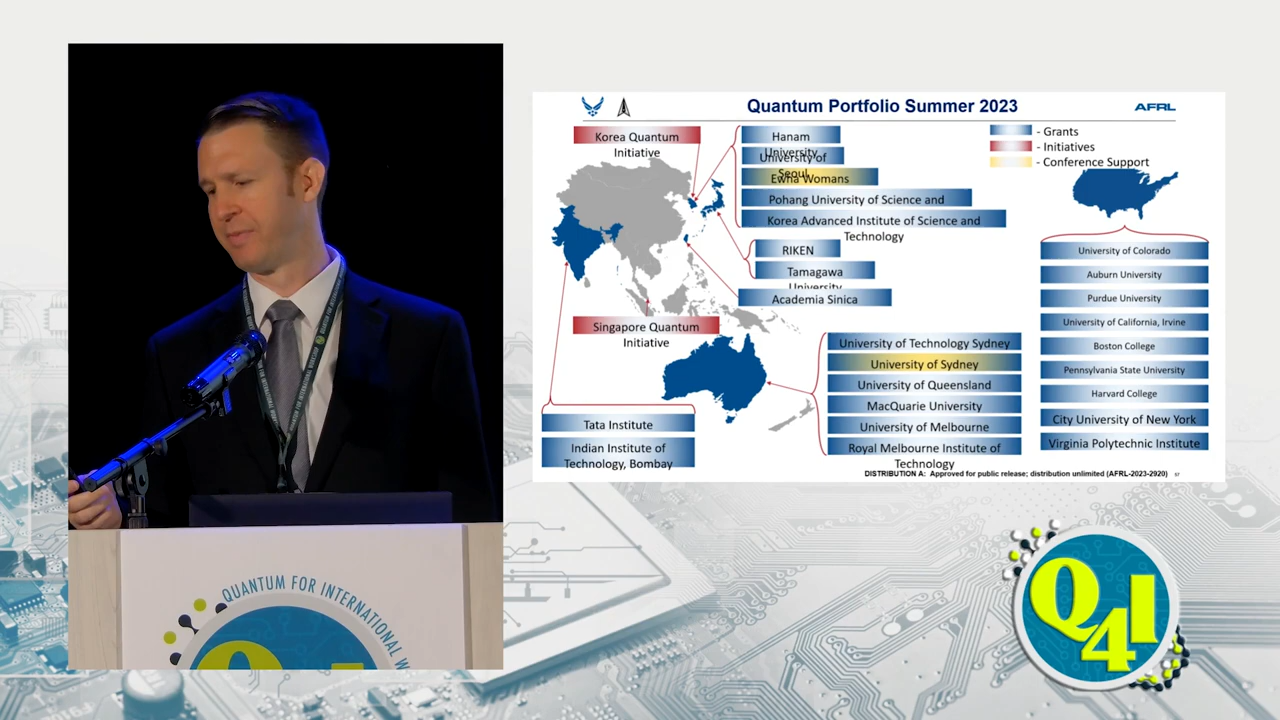 Quantum Portfolio Summer 2023
AFRL
- Grants
- Initiatives
- Conference Support
Korea Quantum
Initiative
Hanam
University
University of
Seoul
Ewha Womans
Pohang University of Science and
Korea Advanced Institute of Science and
Technology
RIKEN
Tamagawa
University
Academia Sinica
Singapore Quantum
Initiative
University of Technology Sydney
University of Sydney
University of Queensland
MacQuarie University
University of Melbourne
Royal Melbourne Institute of
Technology
Tata Institute
Indian Institute of
Technology, Bombay
University of Colorado
Auburn University
Purdue University
University of California, Irvine
Boston College
Pennsylvania State University
Harvard College
City University of New York
Virginia Polytechnic Institute
DISTRIBUTION A: Approved for public release; distribution unlimited (AFRL-2023-2920)
57
QUANTUM FOR INTERNATIONAL W
Q4I
Q4I